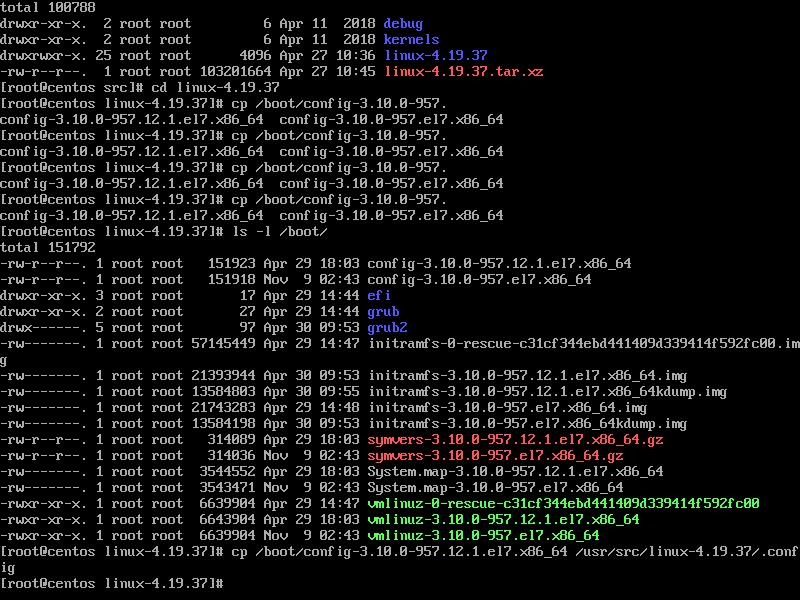 total 100788
drwxr-xr-x.  2 root root         6 Apr 11  2018 debug
drwxr-xr-x.  2 root root         6 Apr 11  2018 kernels
drwxrwxr-x. 25 root root      4096 Apr 27 10:36 linux-4.19.37
-rw-r--r--.  1 root root 103201664 Apr 27 10:45 linux-4.19.37.tar.xz
[root@centos src]# cd linux-4.19.37
[root@centos linux-4.19.37]# cp /boot/config-3.10.0-957.
config-3.10.0-957.12.1.el7.x86_64  config-3.10.0-957.el7.x86_64
[root@centos linux-4.19.37]# cp /boot/config-3.10.0-957.
config-3.10.0-957.12.1.el7.x86_64  config-3.10.0-957.el7.x86_64
[root@centos linux-4.19.37]# cp /boot/config-3.10.0-957.
config-3.10.0-957.12.1.el7.x86_64  config-3.10.0-957.el7.x86_64
[root@centos linux-4.19.37]# cp /boot/config-3.10.0-957.
config-3.10.0-957.12.1.el7.x86_64  config-3.10.0-957.el7.x86_64
[root@centos linux-4.19.37]# ls -l /boot/
total 151792
-rw-r--r--. 1 root root   151923 Apr 29 18:03 config-3.10.0-957.12.1.el7.x86_64
-rw-r--r--. 1 root root   151918 Nov  9 02:43 config-3.10.0-957.el7.x86_64
drwxr-xr-x. 3 root root       17 Apr 29 14:44 efi
drwxr-xr-x. 2 root root       27 Apr 29 14:44 grub
drwx------. 5 root root       97 Apr 30 09:53 grub2
-rw-------. 1 root root 57145449 Apr 29 14:47 initramfs-0-rescue-c31cf344ebd441409d339414f592fc00.im
g
-rw-------. 1 root root 21393944 Apr 30 09:53 initramfs-3.10.0-957.12.1.el7.x86_64.img
-rw-------. 1 root root 13584803 Apr 30 09:55 initramfs-3.10.0-957.12.1.el7.x86_64kdump.img
-rw-------. 1 root root 21743283 Apr 29 14:48 initramfs-3.10.0-957.el7.x86_64.img
-rw-------. 1 root root 13584198 Apr 30 09:53 initramfs-3.10.0-957.el7.x86_64kdump.img
-rw-r--r--. 1 root root   314089 Apr 29 18:03 symvers-3.10.0-957.12.1.el7.x86_64.gz
-rw-r--r--. 1 root root   314036 Nov  9 02:43 symvers-3.10.0-957.el7.x86_64.gz
-rw-------. 1 root root  3544552 Apr 29 18:03 System.map-3.10.0-957.12.1.el7.x86_64
-rw-------. 1 root root  3543471 Nov  9 02:43 System.map-3.10.0-957.el7.x86_64
-rwxr-xr-x. 1 root root  6639904 Apr 29 14:47 vmlinuz-0-rescue-c31cf344ebd441409d339414f592fc00
-rwxr-xr-x. 1 root root  6643904 Apr 29 18:03 vmlinuz-3.10.0-957.12.1.el7.x86_64
-rwxr-xr-x. 1 root root  6639904 Nov  9 02:43 vmlinuz-3.10.0-957.el7.x86_64
[root@centos linux-4.19.37]# cp /boot/config-3.10.0-957.12.1.el7.x86_64 /usr/src/linux-4.19.37/.conf
ig
[root@centos linux-4.19.37]#